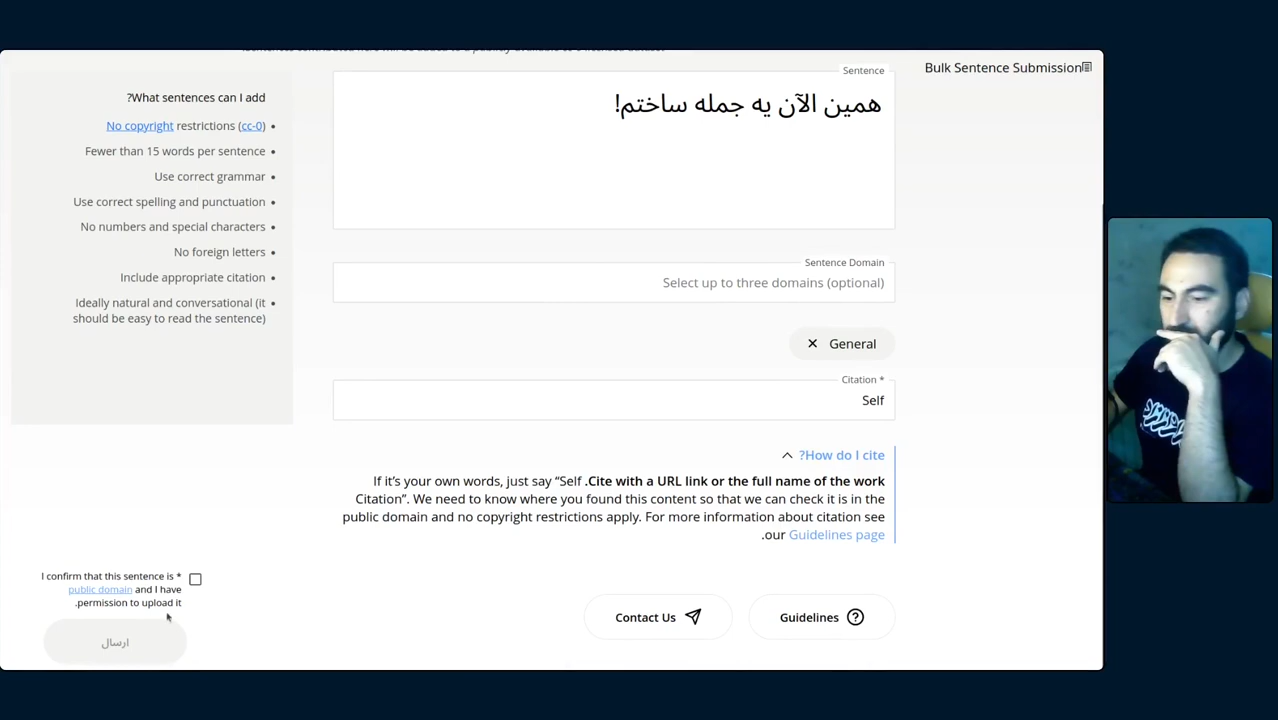 Bulk Sentence Submission
?What sentences can I add
No copyright restrictions (cc-0)
Fewer than 15 words per sentence
Use correct grammar
Use correct spelling and punctuation
No numbers and special characters
No foreign letters
Include appropriate citation
Ideally natural and conversational (it
should be easy to read the sentence)
Sentence
همین الآن یه جمله ساختم!
Sentence Domain
Select up to three domains (optional)
✕ General
Citation *
Self
?How do I cite
If it’s your own words, just say “Self .Cite with a URL link or the full name of the work
Citation”. We need to know where you found this content so that we can check it is in the
public domain and no copyright restrictions apply. For more information about citation see
.our Guidelines page
I confirm that this sentence is *
public domain and I have
.permission to upload it
ارسال
Contact Us
Guidelines